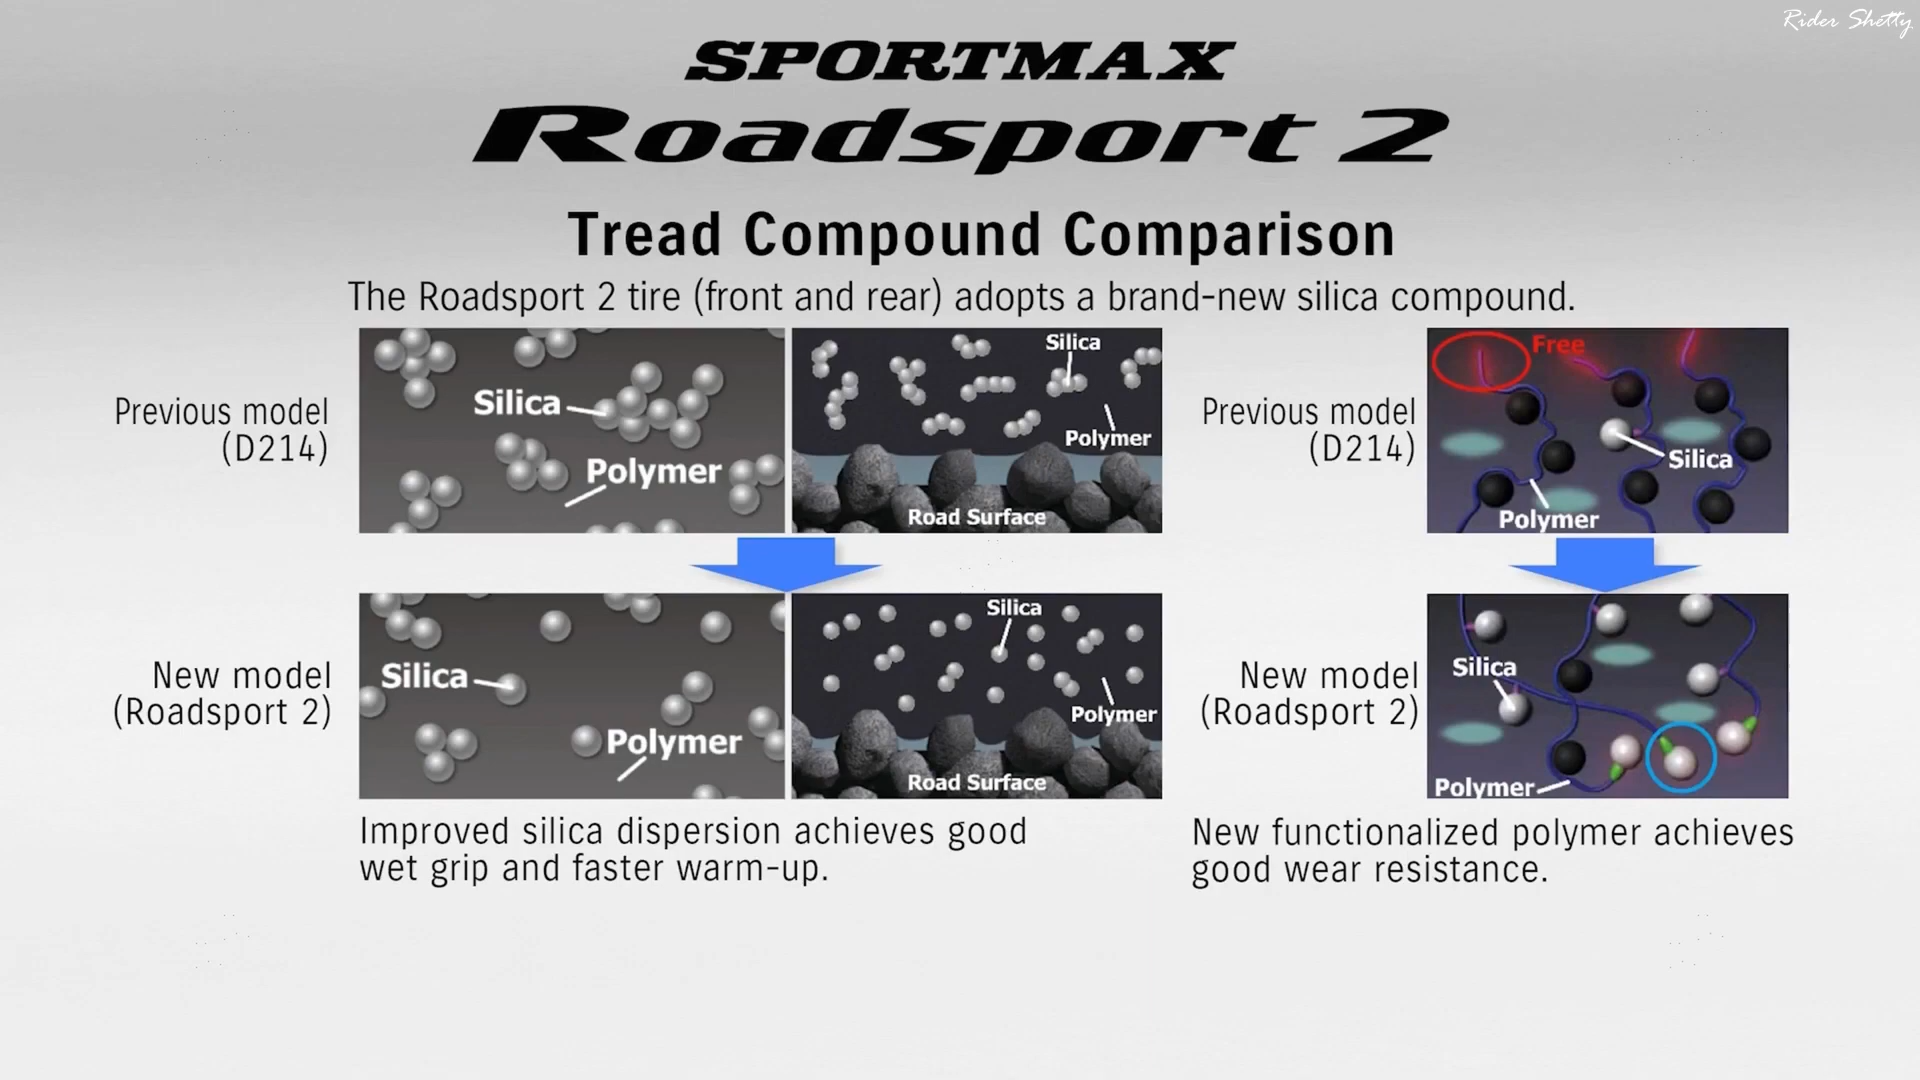 Rider Shetty
SPORTMAX
Roadsport 2
Tread Compound Comparison
The Roadsport 2 tire (front and rear) adopts a brand-new silica compound.
Previous model
(D214)
Silica
Polymer
Silica
Polymer
Road Surface
Previous model
(D214)
Free
Silica
Polymer
New model
(Roadsport 2)
Silica
Polymer
Silica
Polymer
Road Surface
New model
(Roadsport 2)
Silica
Polymer
Improved silica dispersion achieves good
wet grip and faster warm-up.
New functionalized polymer achieves
good wear resistance.